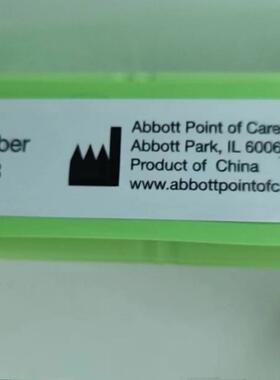 ber
Abbott Point of Care
Abbott Park, IL 6006
Product of China
www.abbottpointofc